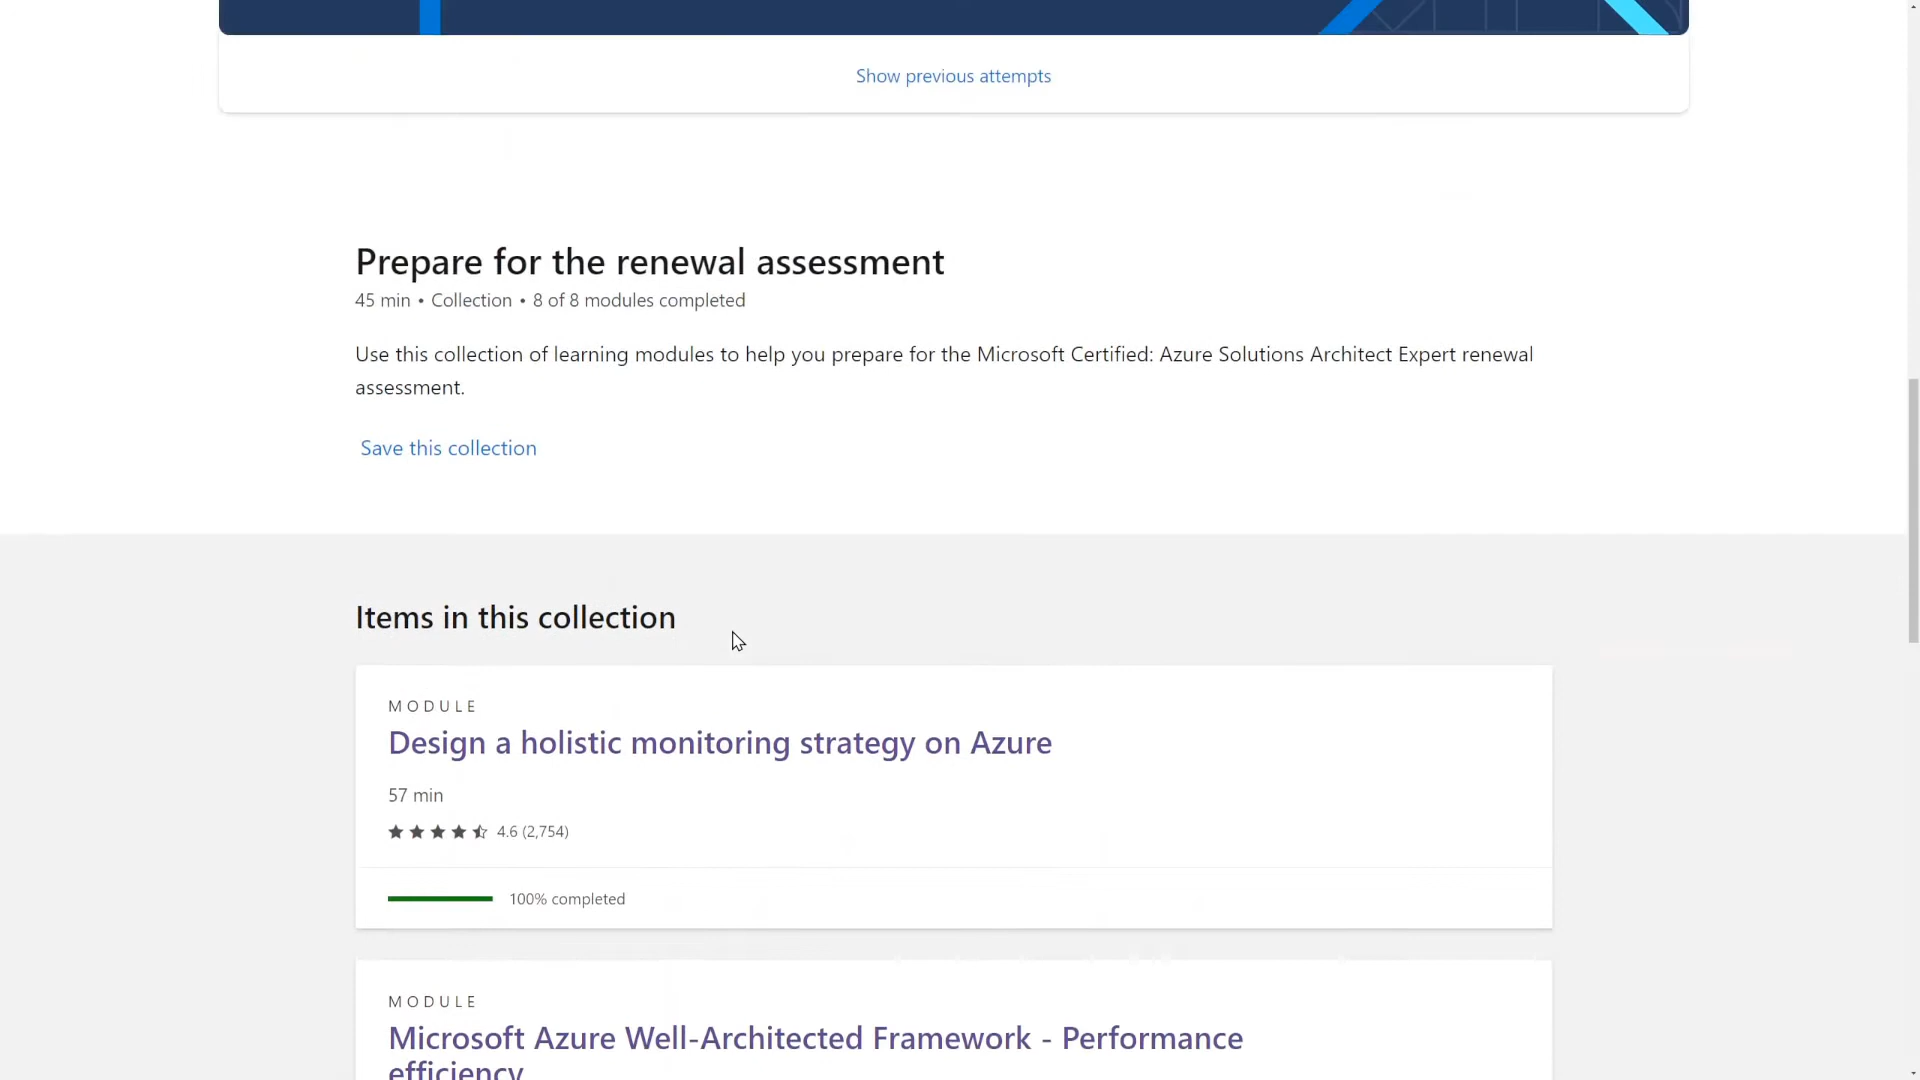 Show previous attempts
Prepare for the renewal assessment
45 min • Collection • 8 of 8 modules completed
Use this collection of learning modules to help you prepare for the Microsoft Certified: Azure Solutions Architect Expert renewal
assessment.
Save this collection
Items in this collection
MODULE
Design a holistic monitoring strategy on Azure
57 min
4.6 (2,754)
100% completed
MODULE
Microsoft Azure Well-Architected Framework - Performance
efficiency